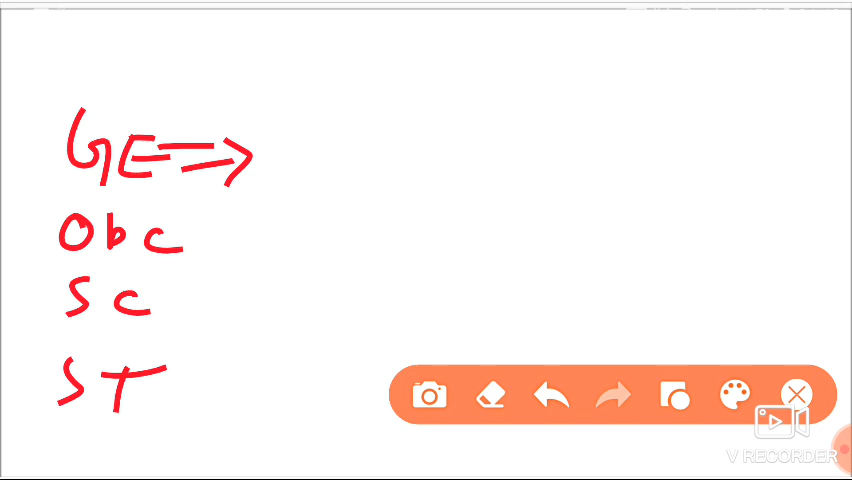 GE⇒
Obc
SC
ST
V RECORDER